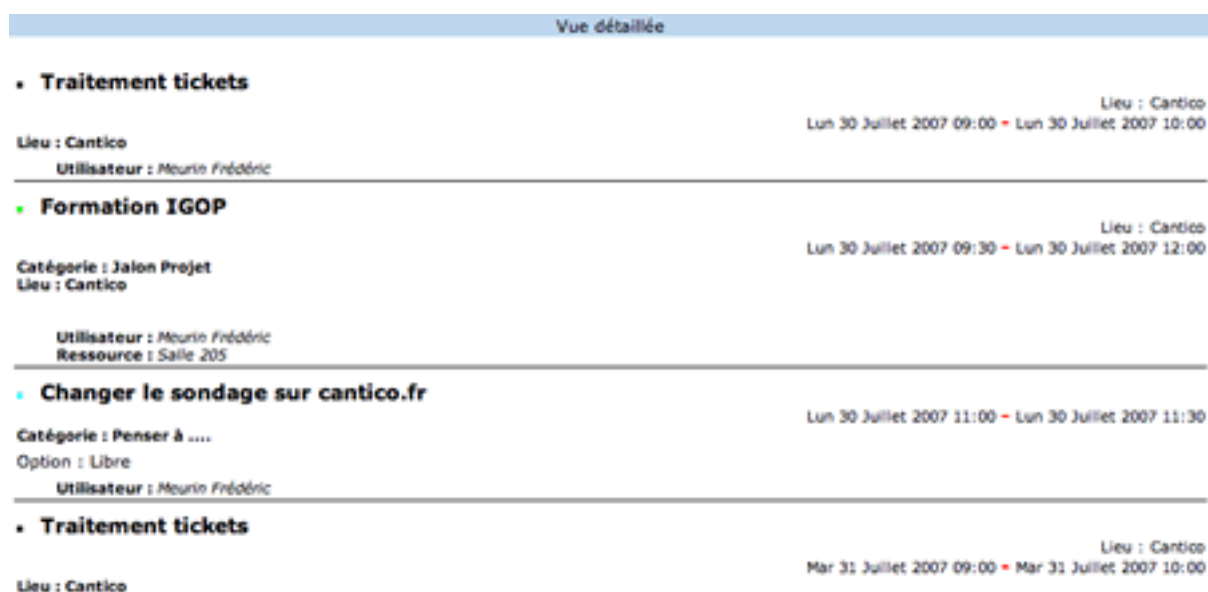 Vue détaillée
Traitement tickets
Lieu : Cantico
Lun 30 Juillet 2007 09:00 - Lun 30 Juillet 2007 10:00
Lieu : Cantico
Utilisateur : Meurin Frédéric
Formation IGOP
Lieu : Cantico
Lun 30 Juillet 2007 09:30 - Lun 30 Juillet 2007 12:00
Catégorie : Jalon Projet
Lieu : Cantico
Utilisateur : Meurin Frédéric
Ressource : Salle 205
Changer le sondage sur cantico.fr
Lun 30 Juillet 2007 11:00 - Lun 30 Juillet 2007 11:30
Catégorie : Penser à ....
Option : Libre
Utilisateur : Meurin Frédéric
Traitement tickets
Lieu : Cantico
Mar 31 Juillet 2007 09:00 - Mar 31 Juillet 2007 10:00
Lieu : Cantico